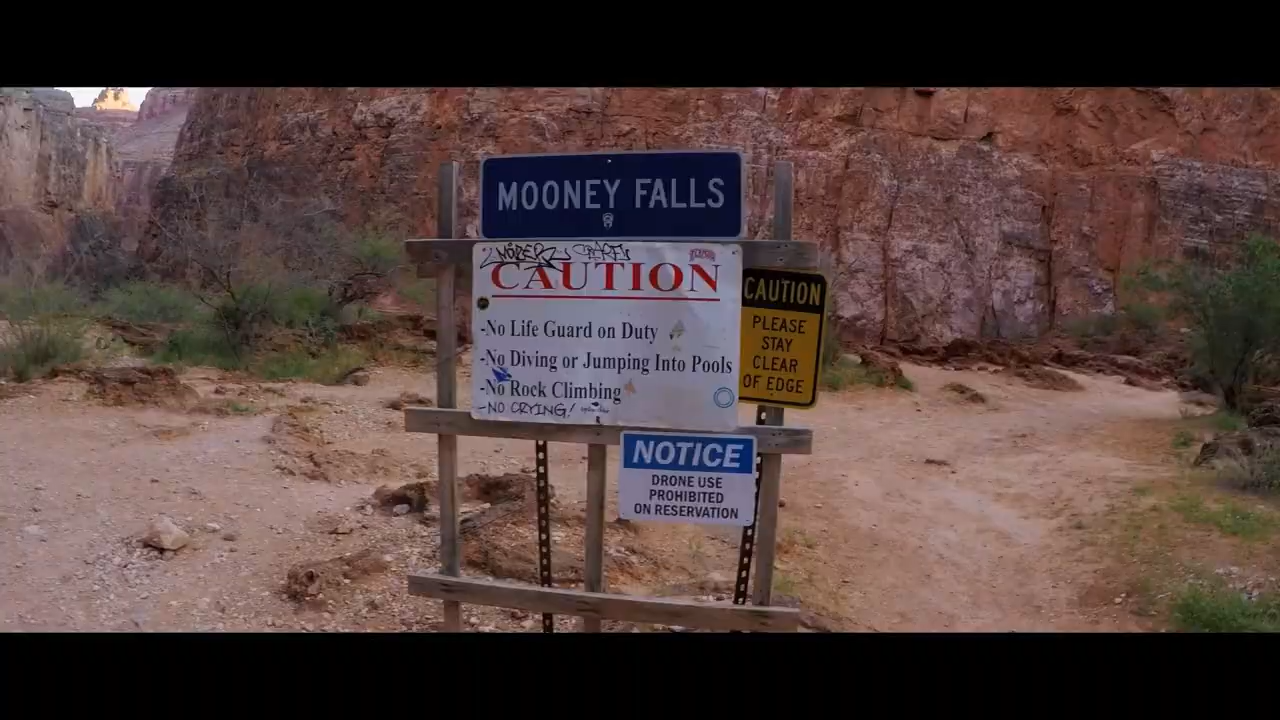 MOONEY FALLS
CAUTION
-No Life Guard on Duty
-No Diving or Jumping Into Pools
-No Rock Climbing
-NO CRYING!
CAUTION
PLEASE
STAY
CLEAR
OF EDGE
NOTICE
DRONE USE
PROHIBITED
ON RESERVATION